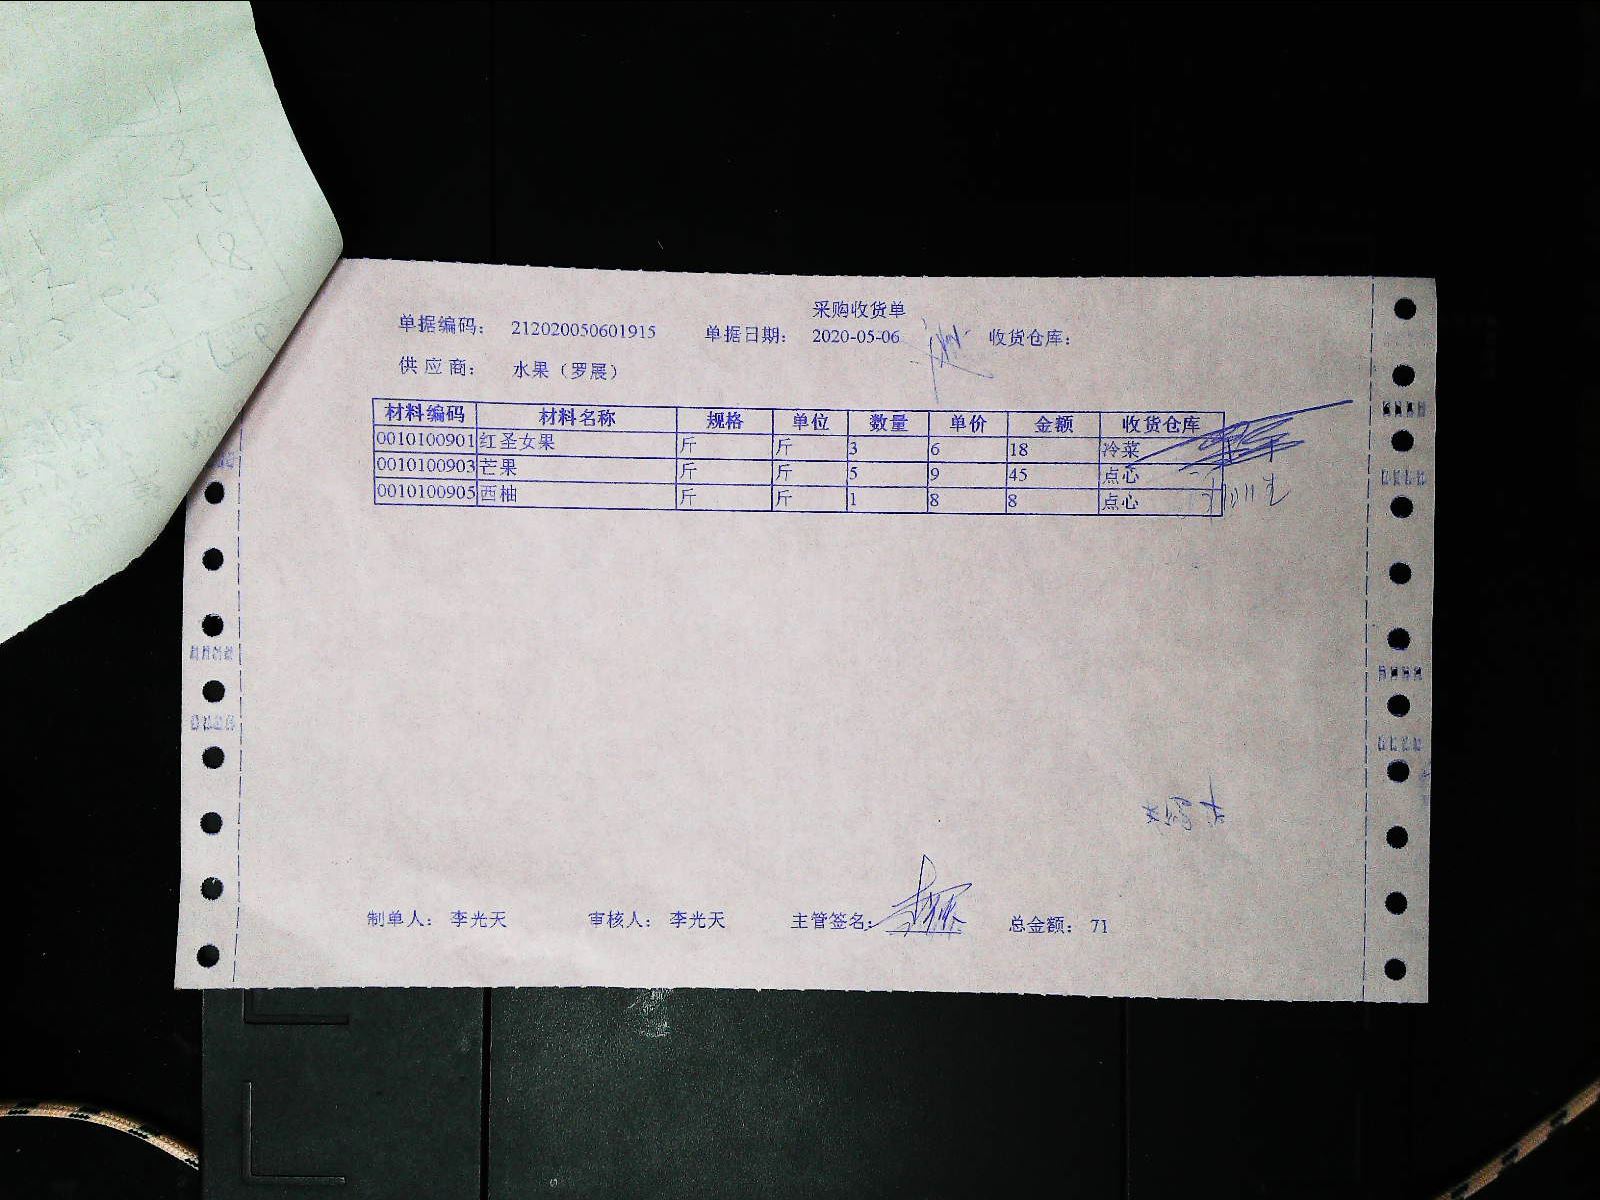 采购收货单
单据编码： 212020050601915 单据日期： 2020-05-06 收货仓库：
供应商： 水果（罗展）
材料编码 材料名称 规格 单位 数量 单价 金额 收货仓库
0010100901 红圣女果 斤 斤 3 6 18 冷菜
0010100903 芒果 斤 斤 5 9 45 点心
0010100905 西柚 斤 斤 1 8 8 点心
制单人： 李光天 审核人： 李光天 主管签名： 总金额： 71